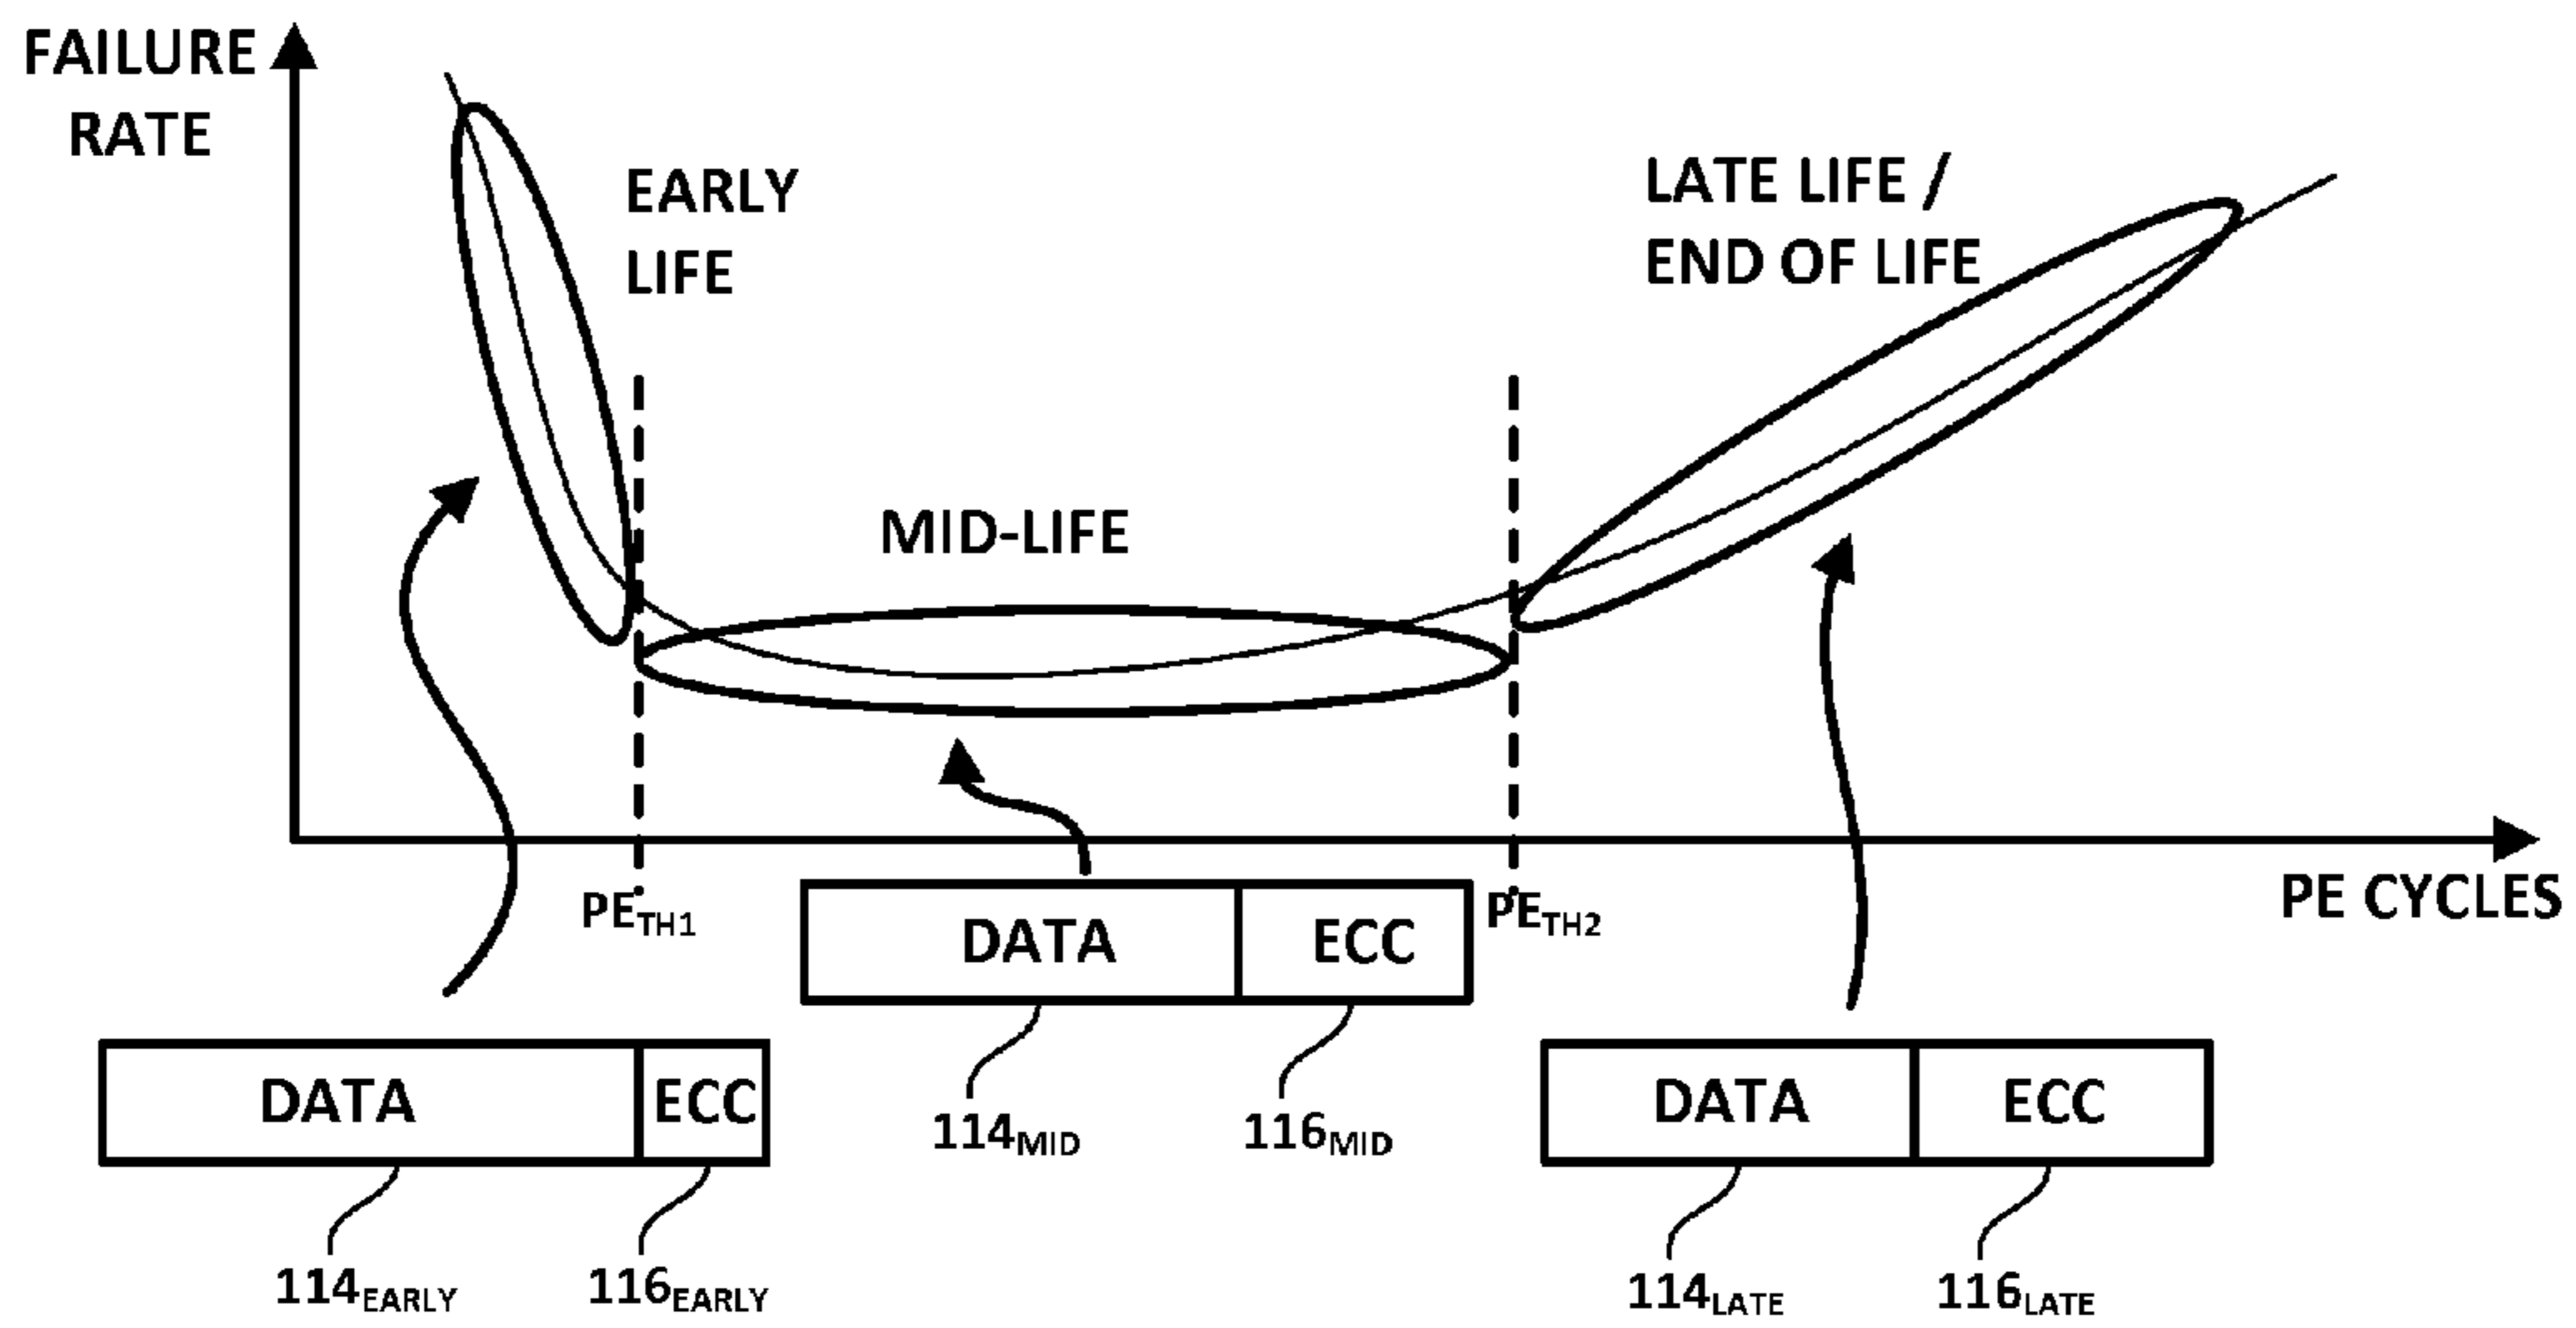 FAILURE
RATE
EARLY
LIFE
MID-LIFE
LATE LIFE /
END OF LIFE
PE CYCLES
PETH1
PETH2
DATA
ECC
114MID
116MID
DATA
ECC
114EARLY
116EARLY
DATA
ECC
114LATE
116LATE